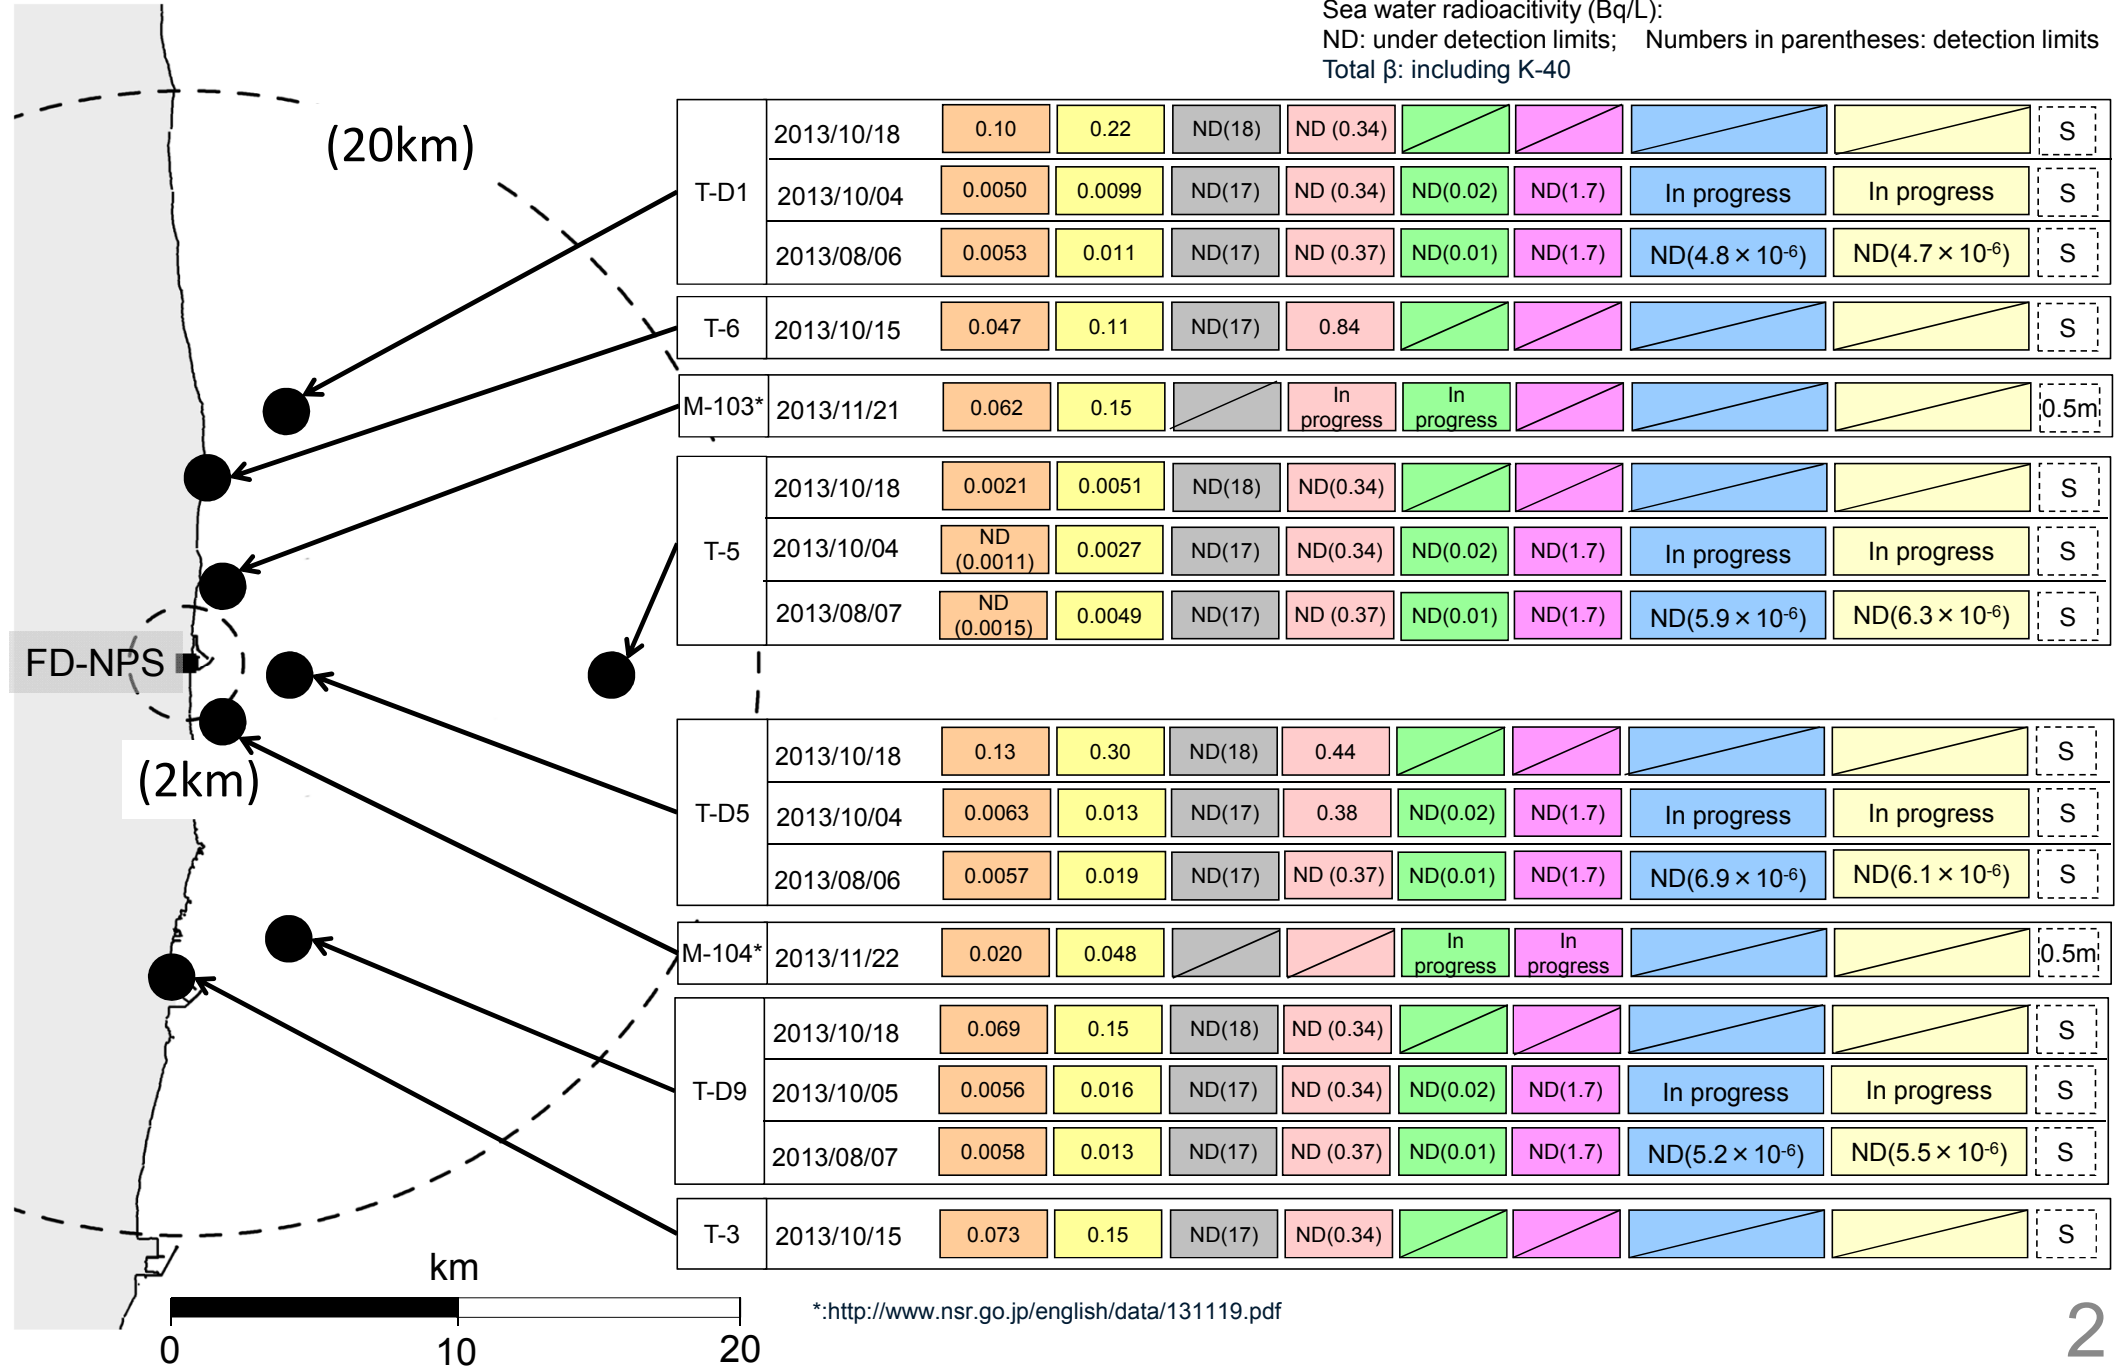 Sea water radioacitivity (Bq/L):
ND: under detection limits; Numbers in parentheses: detection limits
Total β: including K-40
(20km)
T-D1
2013/10/18 0.10 0.22 ND(18) ND (0.34) S
2013/10/04 0.0050 0.0099 ND(17) ND (0.34) ND(0.02) ND(1.7) In progress In progress S
2013/08/06 0.0053 0.011 ND(17) ND (0.37) ND(0.01) ND(1.7) ND(4.8×10-6) ND(4.7×10-6) S
T-6 2013/10/15 0.047 0.11 ND(17) 0.84 S
M-103* 2013/11/21 0.062 0.15 In progress In progress 0.5m
T-5
2013/10/18 0.0021 0.0051 ND(18) ND(0.34) S
2013/10/04 ND (0.0011) 0.0027 ND(17) ND(0.34) ND(0.02) ND(1.7) In progress In progress S
2013/08/07 ND (0.0015) 0.0049 ND(17) ND (0.37) ND(0.01) ND(1.7) ND(5.9×10-6) ND(6.3×10-6) S
FD-NPS
(2km)
T-D5
2013/10/18 0.13 0.30 ND(18) 0.44 S
2013/10/04 0.0063 0.013 ND(17) 0.38 ND(0.02) ND(1.7) In progress In progress S
2013/08/06 0.0057 0.019 ND(17) ND (0.37) ND(0.01) ND(1.7) ND(6.9×10-6) ND(6.1×10-6) S
M-104* 2013/11/22 0.020 0.048 In progress In progress 0.5m
T-D9
2013/10/18 0.069 0.15 ND(18) ND (0.34) S
2013/10/05 0.0056 0.016 ND(17) ND (0.34) ND(0.02) ND(1.7) In progress In progress S
2013/08/07 0.0058 0.013 ND(17) ND (0.37) ND(0.01) ND(1.7) ND(5.2×10-6) ND(5.5×10-6) S
T-3 2013/10/15 0.073 0.15 ND(17) ND(0.34) S
km
0 10 20
*:http://www.nsr.go.jp/english/data/131119.pdf
2